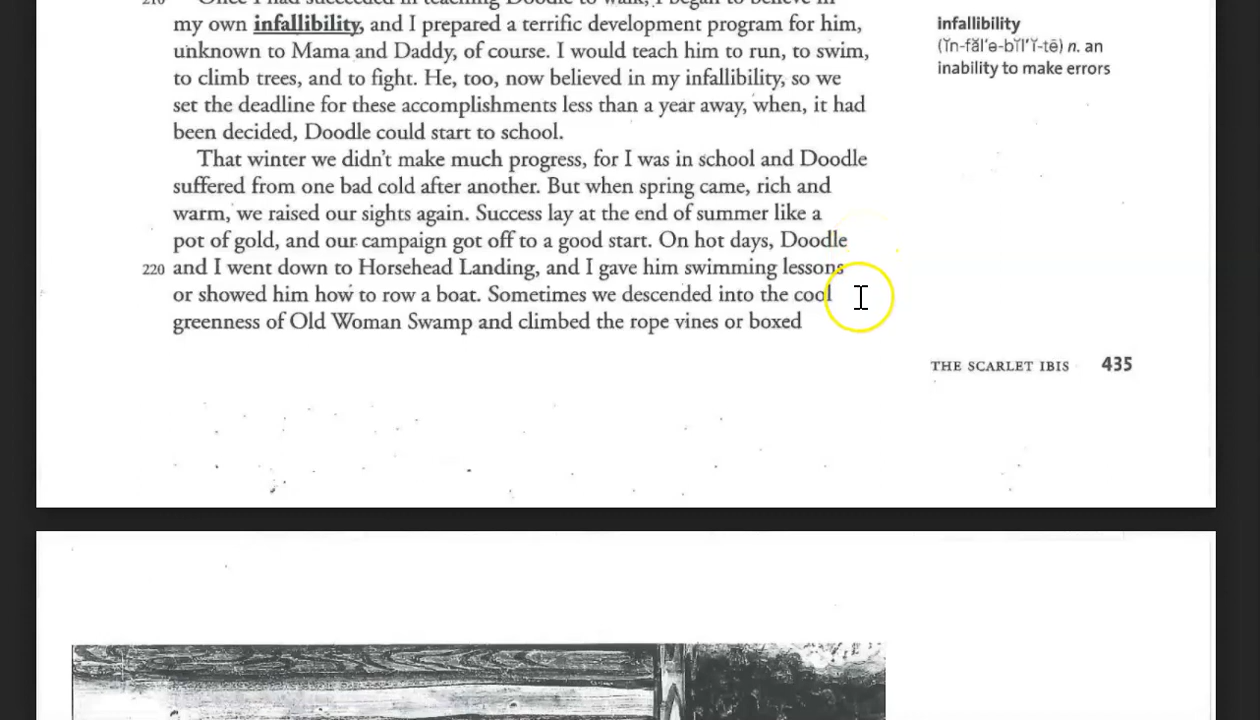 210 Once I had succeeded in teaching Doodle to walk, I began to believe in
my own infallibility, and I prepared a terrific development program for him,
unknown to Mama and Daddy, of course. I would teach him to run, to swim,
to climb trees, and to fight. He, too, now believed in my infallibility, so we
set the deadline for these accomplishments less than a year away, when, it had
been decided, Doodle could start to school.
That winter we didn't make much progress, for I was in school and Doodle
suffered from one bad cold after another. But when spring came, rich and
warm, we raised our sights again. Success lay at the end of summer like a
pot of gold, and our campaign got off to a good start. On hot days, Doodle
220 and I went down to Horsehead Landing, and I gave him swimming lessons
or showed him how to row a boat. Sometimes we descended into the cool
greenness of Old Woman Swamp and climbed the rope vines or boxed
infallibility
(ĭn-făl′ə-bĭl′ĭ-tē) n. an
inability to make errors
THE SCARLET IBIS 435